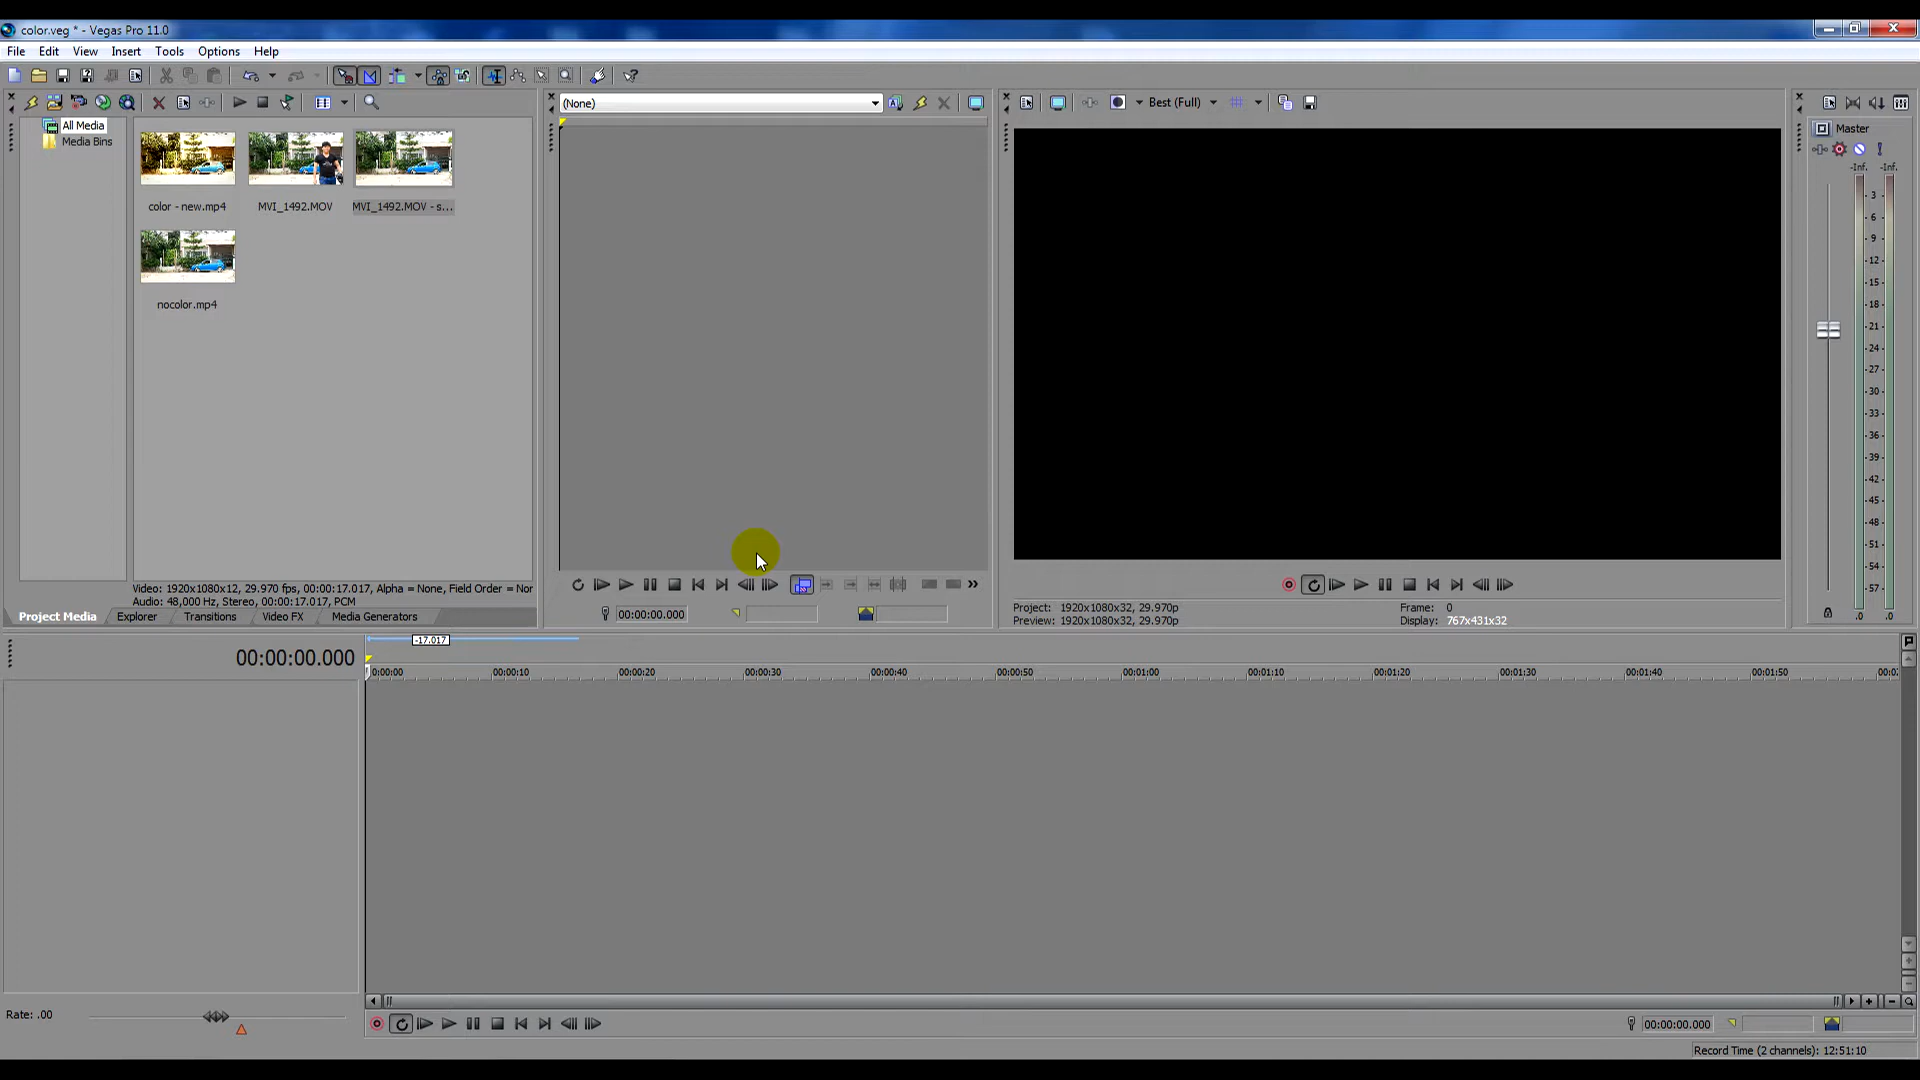 color.veg * - Vegas Pro 11.0
File Edit View Insert Tools Options Help
(None)
Best (Full)
All Media
Media Bins
color - new.mp4
MVI_1492.MOV
MVI_1492.MOV - s...
nocolor.mp4
Master
-Inf. -Inf.
3
6
9
12
15
18
21
24
27
30
33
36
39
42
45
48
51
54
57
.0 .0
Video: 1920x1080x12, 29.970 fps, 00:00:17.017, Alpha = None, Field Order = Nor
Audio: 48,000 Hz, Stereo, 00:00:17.017, PCM
Project Media Explorer Transitions Video FX Media Generators
00:00:00.000
Project: 1920x1080x32, 29.970p
Preview: 1920x1080x32, 29.970p
Frame: 0
Display: 767x431x32
-17.017
00:00:00.000
0:00:00 00:00:10 00:00:20 00:00:30 00:00:40 00:00:50 00:01:00 00:01:10 00:01:20 00:01:30 00:01:40 00:01:50 00:0
Rate: .00
00:00:00.000
Record Time (2 channels): 12:51:10